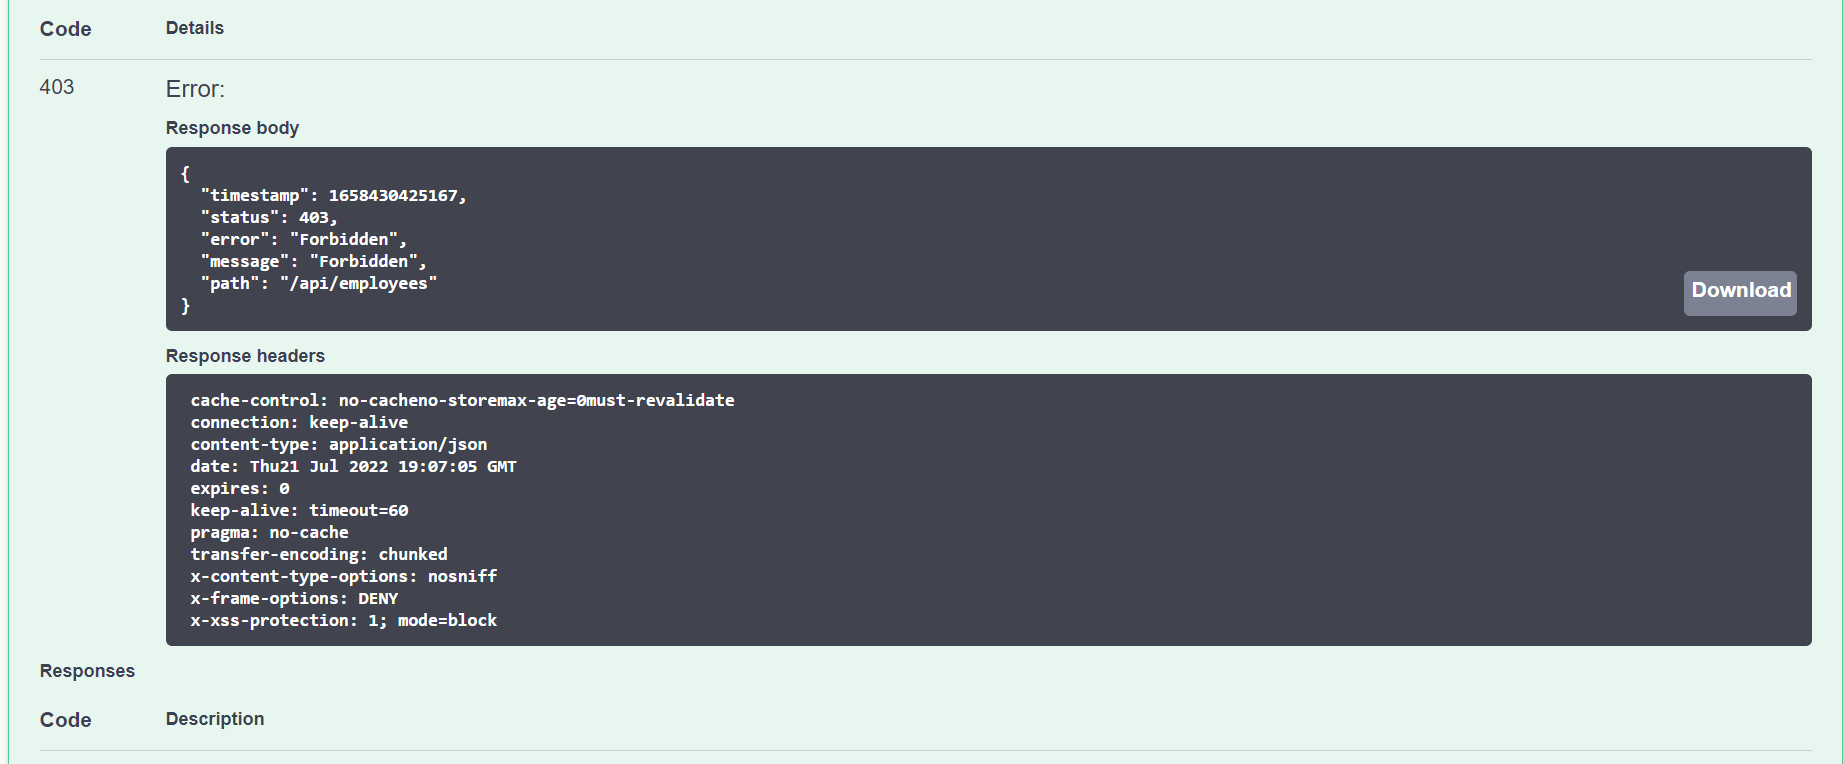 Code Details
403 Error:
Response body
{
"timestamp": 1658430425167,
"status": 403,
"error": "Forbidden",
"message": "Forbidden",
"path": "/api/employees"
}
Download
Response headers
cache-control: no-cacheno-storemax-age=0must-revalidate
connection: keep-alive
content-type: application/json
date: Thu21 Jul 2022 19:07:05 GMT
expires: 0
keep-alive: timeout=60
pragma: no-cache
transfer-encoding: chunked
x-content-type-options: nosniff
x-frame-options: DENY
x-xss-protection: 1; mode=block
Responses
Code Description